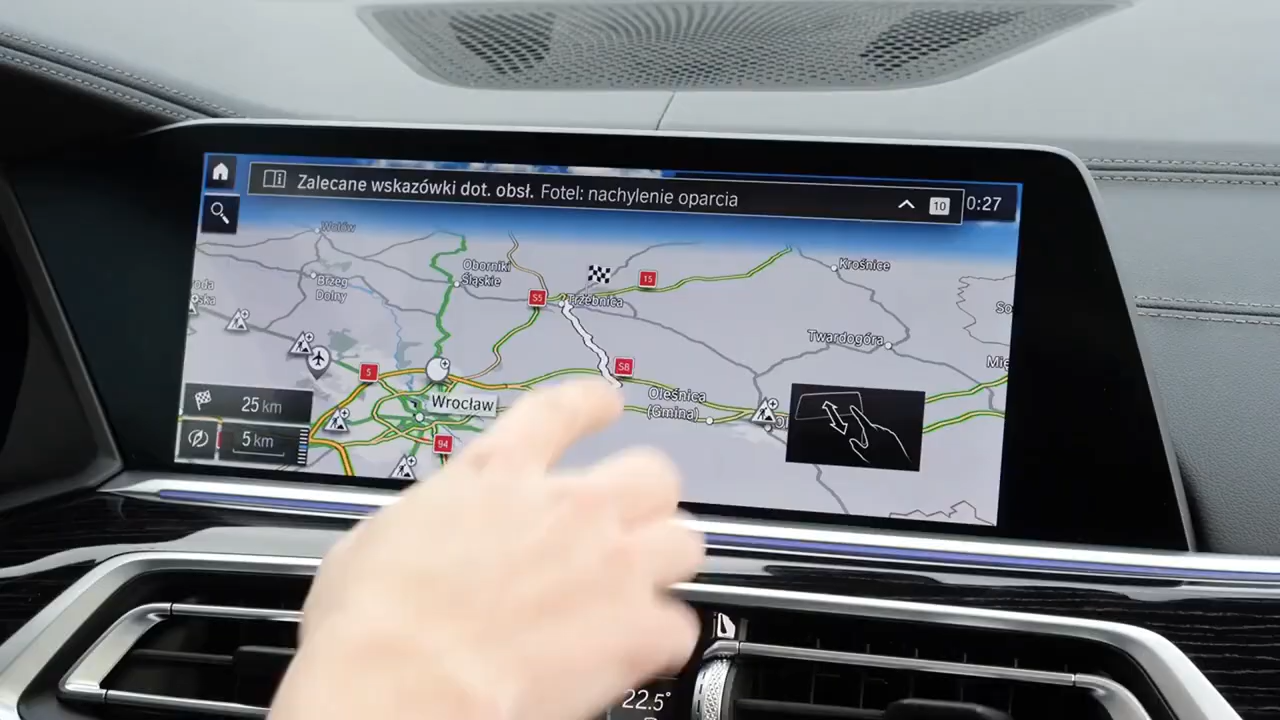 Zalecane wskazówki dot. obsł. Fotel: nachylenie oparcia
10
0:27
Wołów
Oborniki
Śląskie
15
Krośnice
Brzeg
Dolny
S5
Trzebnica
Twardogóra
S8
5
Oleśnica
(Gmina)
25 km
Wrocław
5 km
94
22.5°